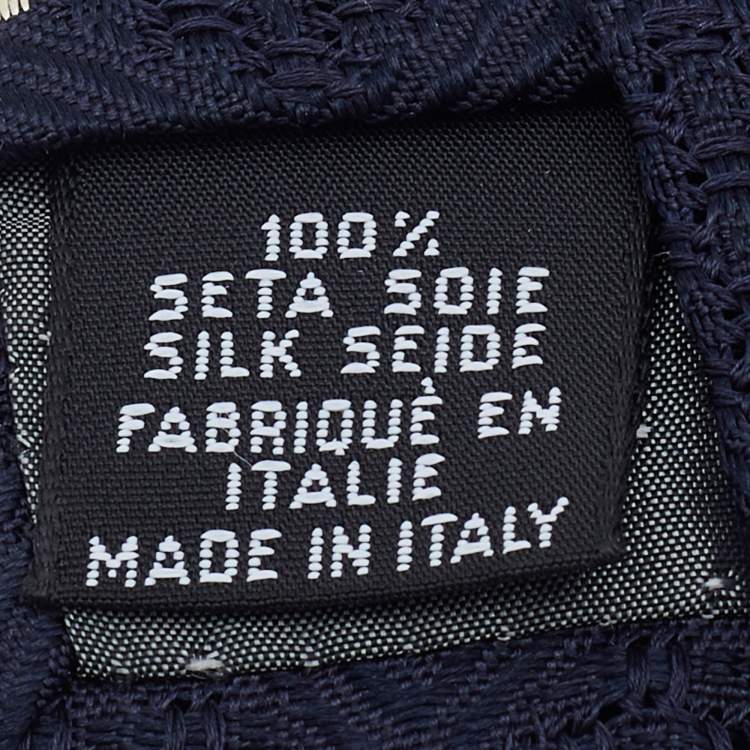 100%
SETA SOIE
SILK SEIDE
FABRIQUÉ EN
ITALIE
MADE IN ITALY